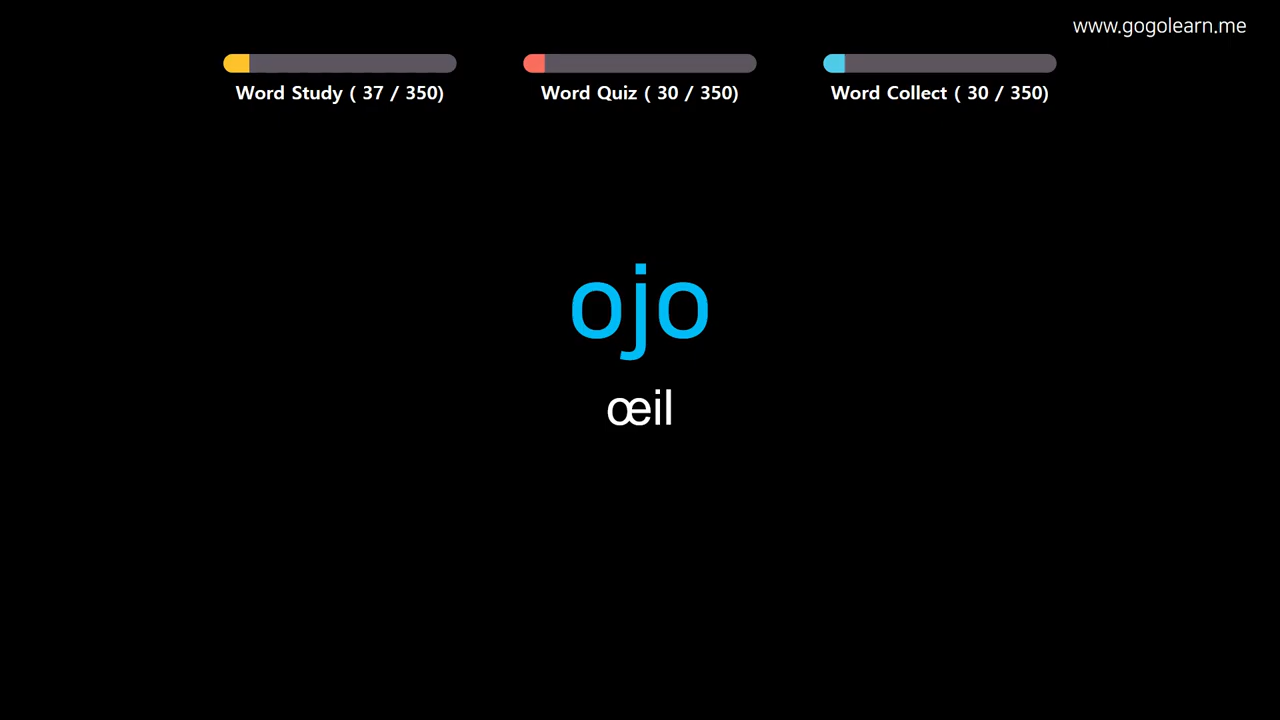 www.gogolearn.me
Word Study ( 37 / 350)
Word Quiz ( 30 / 350)
Word Collect ( 30 / 350)
ojo
œil